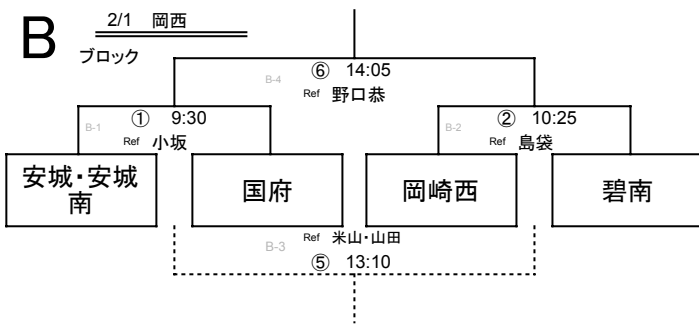 B
2/1 岡西
ブロック
B-4 ⑥ 14:05
Ref 野口恭
B-1 ① 9:30
Ref 小坂
B-2 ② 10:25
Ref 島袋
安城・安城
南
国府
岡崎西
碧南
Ref 米山・山田
B-3
⑤ 13:10